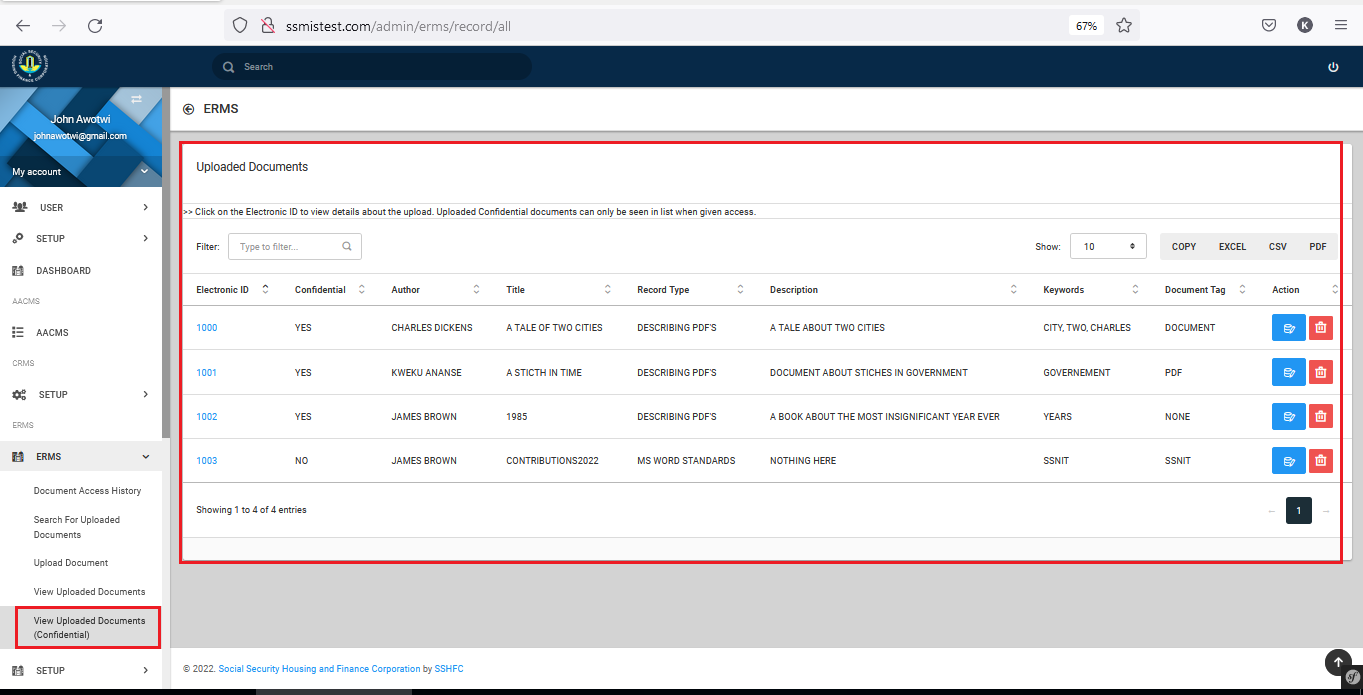 ssmistest.com/admin/erms/record/all
67%
K
Search
John Awotwi
johnawotwi@gmail.com
My account
USER
SETUP
DASHBOARD
AACMS
AACMS
CRMS
SETUP
ERMS
ERMS
Document Access History
Search For Uploaded
Documents
Upload Document
View Uploaded Documents
View Uploaded Documents
(Confidential)
SETUP
ERMS
Uploaded Documents
>> Click on the Electronic ID to view details about the upload. Uploaded Confidential documents can only be seen in list when given access.
Filter: Type to filter... Show: 10 COPY EXCEL CSV PDF
Electronic ID Confidential Author Title Record Type Description Keywords Document Tag Action
1000 YES CHARLES DICKENS A TALE OF TWO CITIES DESCRIBING PDF'S A TALE ABOUT TWO CITIES CITY, TWO, CHARLES DOCUMENT
1001 YES KWEKU ANANSE A STICTH IN TIME DESCRIBING PDF'S DOCUMENT ABOUT STICHES IN GOVERNMENT GOVERNEMENT PDF
1002 YES JAMES BROWN 1985 DESCRIBING PDF'S A BOOK ABOUT THE MOST INSIGNIFICANT YEAR EVER YEARS NONE
1003 NO JAMES BROWN CONTRIBUTIONS2022 MS WORD STANDARDS NOTHING HERE SSNIT SSNIT
Showing 1 to 4 of 4 entries
← 1 →
© 2022. Social Security Housing and Finance Corporation by SSHFC
sf